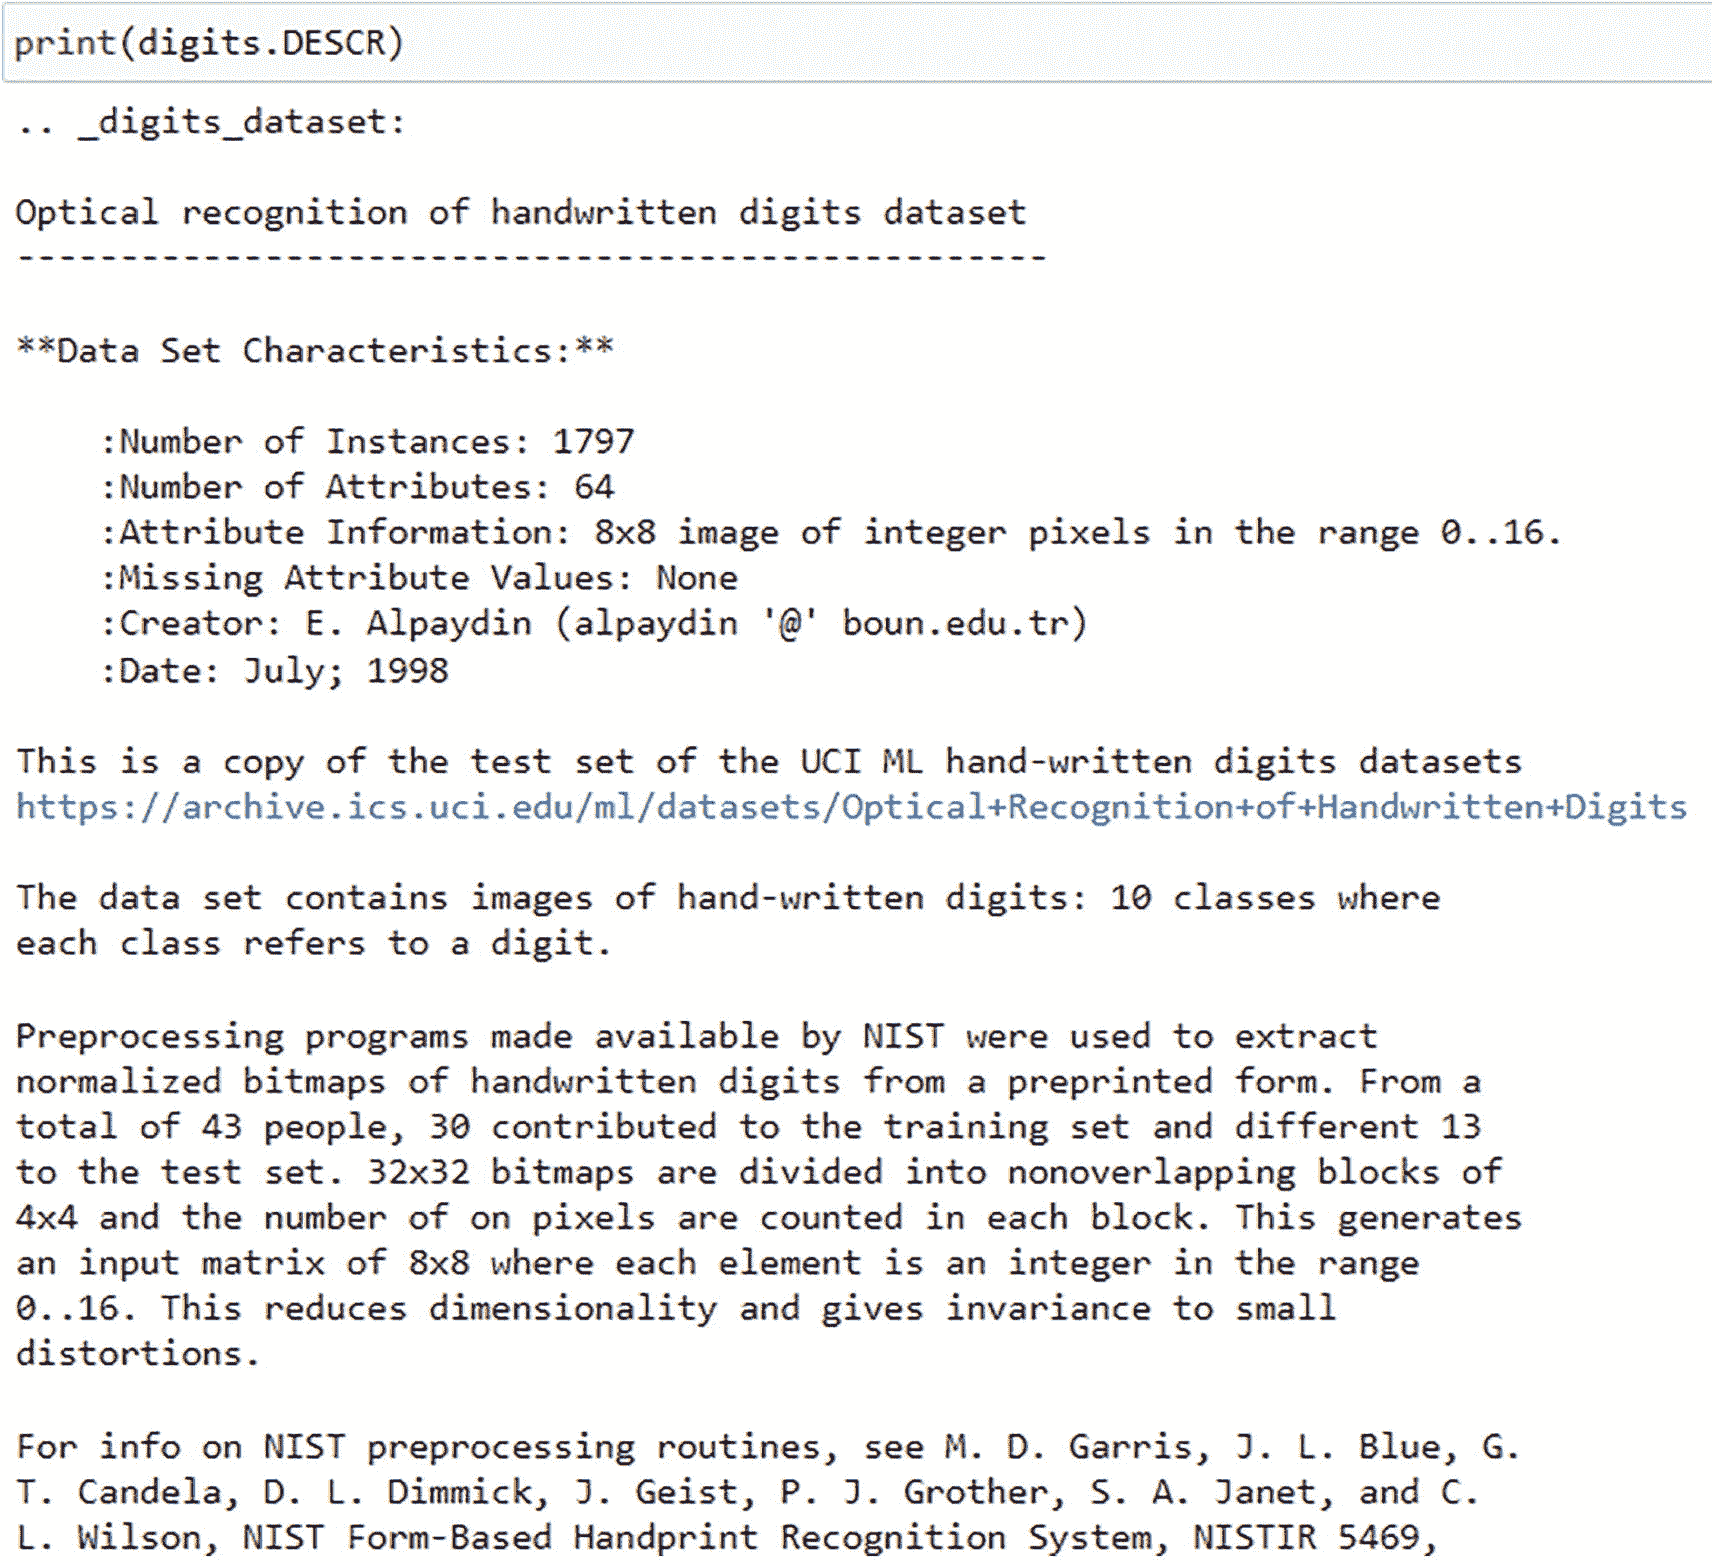 print(digits.DESCR)
.. _digits_dataset:
Optical recognition of handwritten digits dataset
--------------------------------------------------
**Data Set Characteristics:**
:Number of Instances: 1797
:Number of Attributes: 64
:Attribute Information: 8x8 image of integer pixels in the range 0..16.
:Missing Attribute Values: None
:Creator: E. Alpaydin (alpaydin '@' boun.edu.tr)
:Date: July; 1998
This is a copy of the test set of the UCI ML hand-written digits datasets
https://archive.ics.uci.edu/ml/datasets/Optical+Recognition+of+Handwritten+Digits
The data set contains images of hand-written digits: 10 classes where
each class refers to a digit.
Preprocessing programs made available by NIST were used to extract
normalized bitmaps of handwritten digits from a preprinted form. From a
total of 43 people, 30 contributed to the training set and different 13
to the test set. 32x32 bitmaps are divided into nonoverlapping blocks of
4x4 and the number of on pixels are counted in each block. This generates
an input matrix of 8x8 where each element is an integer in the range
0..16. This reduces dimensionality and gives invariance to small
distortions.
For info on NIST preprocessing routines, see M. D. Garris, J. L. Blue, G.
T. Candela, D. L. Dimmick, J. Geist, P. J. Grother, S. A. Janet, and C.
L. Wilson, NIST Form-Based Handprint Recognition System, NISTIR 5469,